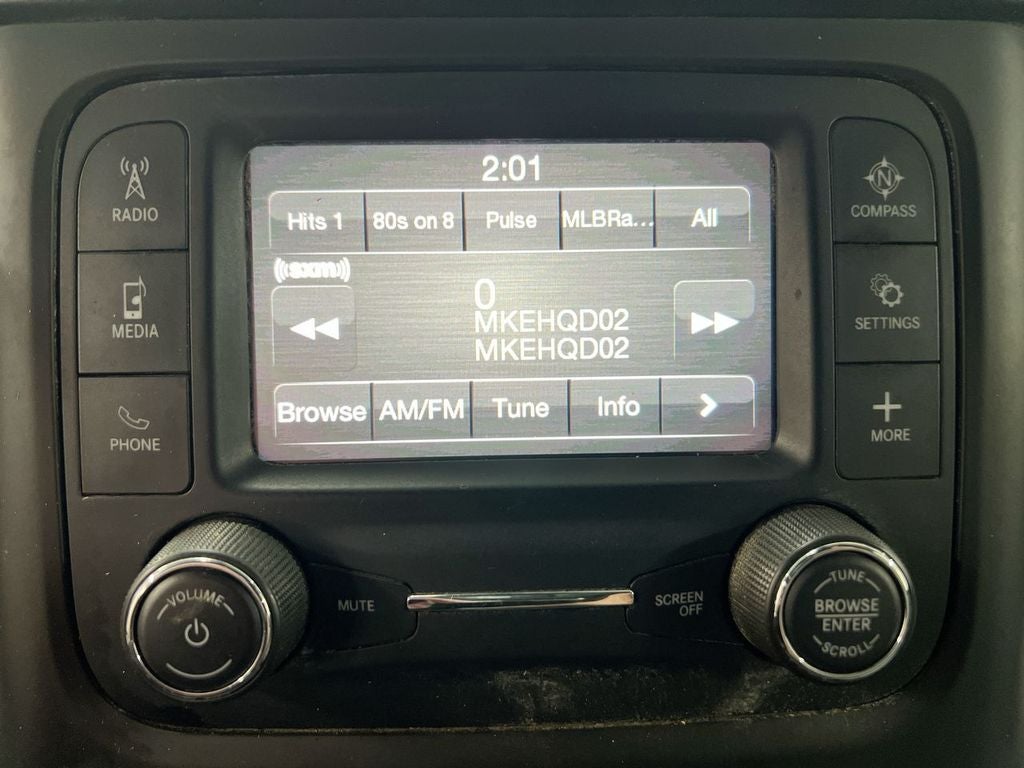 2:01
Hits 1
80s on 8
Pulse
MLBRa...
All
((sxm))
0
MKEHQD02
MKEHQD02
Browse
AM/FM
Tune
Info
>
RADIO
MEDIA
PHONE
N
COMPASS
SETTINGS
MORE
VOLUME
MUTE
SCREEN
OFF
TUNE
BROWSE
ENTER
SCROLL